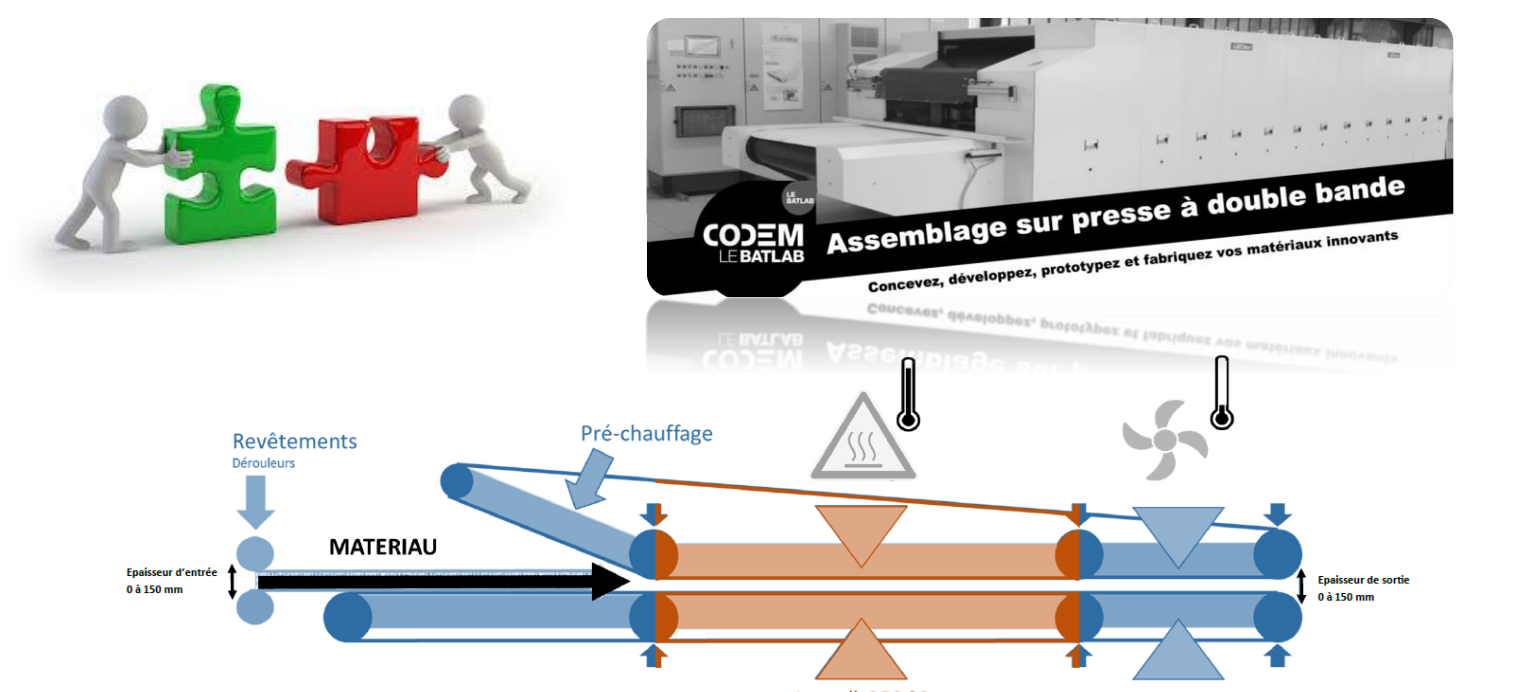 LE
BATLAB
CODEM
LE BATLAB
Assemblage sur presse à double bande
Concevez, développez, prototypez et fabriquez vos matériaux innovants
Revêtements
Dérouleurs
Pré-chauffage
MATERIAU
Epaisseur d'entrée
0 à 150 mm
Epaisseur de sortie
0 à 150 mm